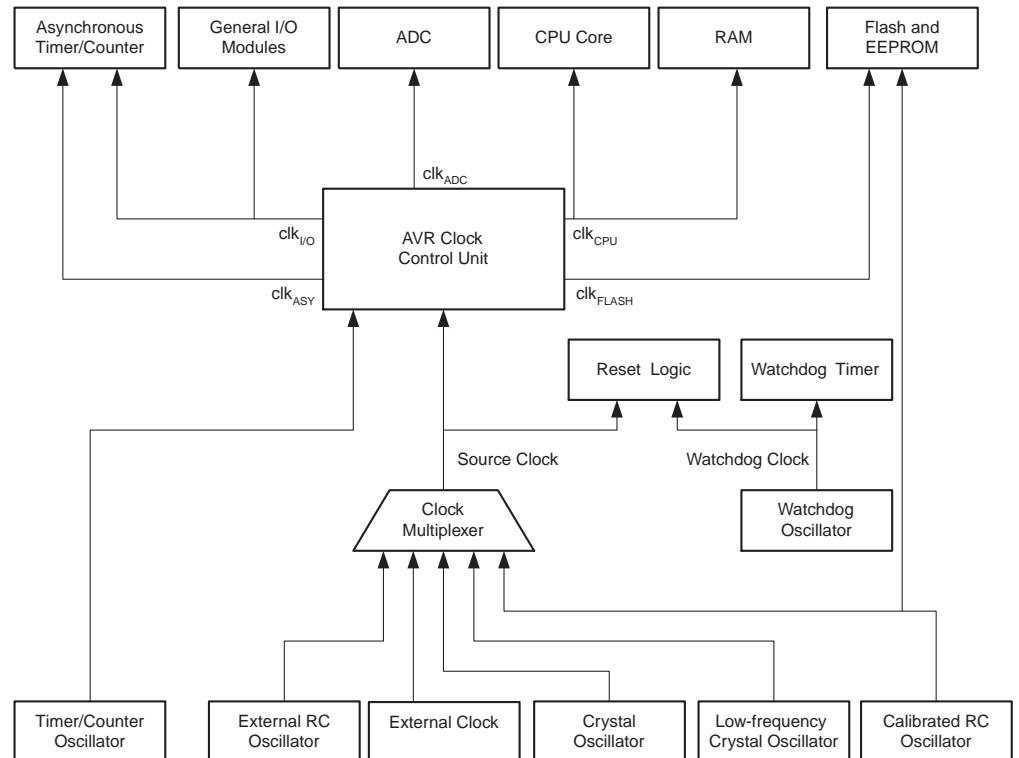 Asynchronous
Timer/Counter
General I/O
Modules
ADC
CPU Core
RAM
Flash and
EEPROM
clkADC
clkI/O
AVR Clock
Control Unit
clkCPU
clkASY
clkFLASH
Reset Logic
Watchdog Timer
Source Clock
Watchdog Clock
Clock
Multiplexer
Watchdog
Oscillator
Timer/Counter
Oscillator
External RC
Oscillator
External Clock
Crystal
Oscillator
Low-frequency
Crystal Oscillator
Calibrated RC
Oscillator